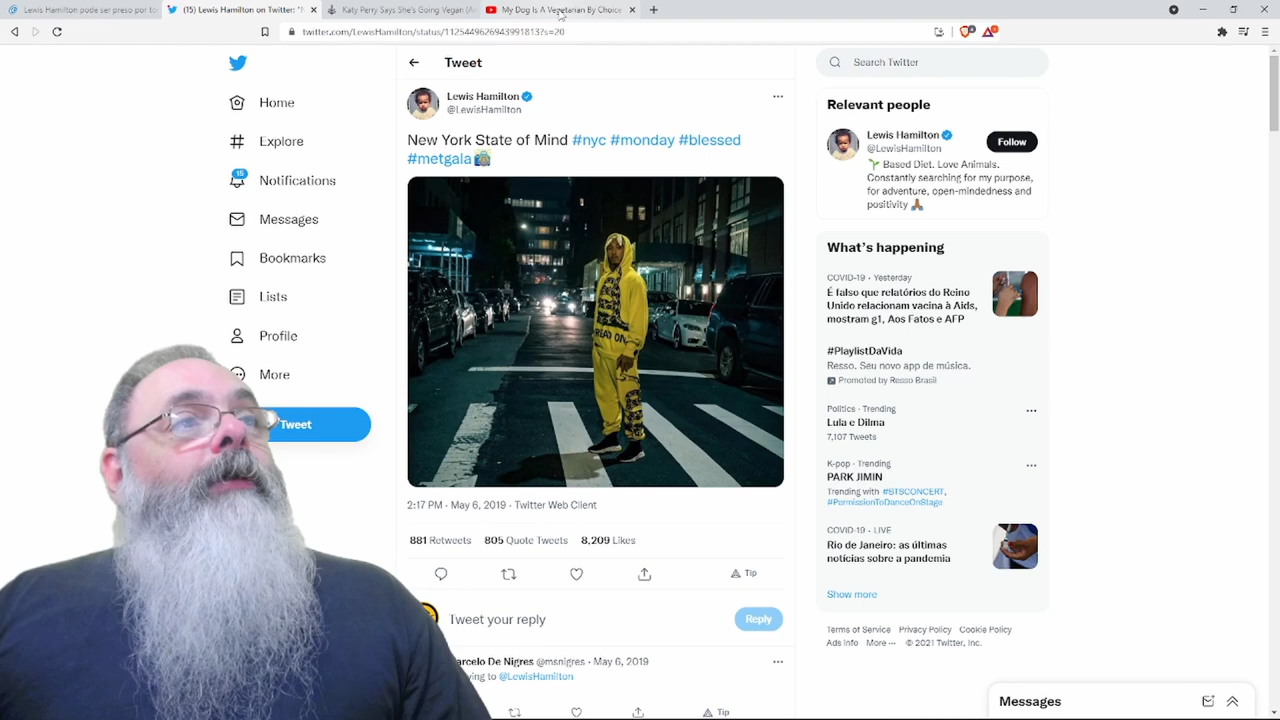 Lewis Hamilton pode ser preso por to
(15) Lewis Hamilton on Twitter: "N
Katy Perry Says She's Going Vegan (A
My Dog Is A Vegetarian By Choice
twitter.com/LewisHamilton/status/1125449626943991813?s=20
Home
Explore
15
Notifications
Messages
Bookmarks
Lists
Profile
More
Tweet
Tweet
Lewis Hamilton
@LewisHamilton
New York State of Mind #nyc #monday #blessed
#metgala
READ ON
2:17 PM · May 6, 2019 · Twitter Web Client
881 Retweets 805 Quote Tweets 8,209 Likes
Tip
Tweet your reply
Reply
arcelo De Nigres @msnigres · May 6, 2019
ying to @LewisHamilton
Tip
Search Twitter
Relevant people
Lewis Hamilton
@LewisHamilton
Follow
Based Diet. Love Animals.
Constantly searching for my purpose,
for adventure, open-mindedness and
positivity
What's happening
COVID-19 · Yesterday
É falso que relatórios do Reino
Unido relacionam vacina à Aids,
mostram g1, Aos Fatos e AFP
#PlaylistDaVida
Resso. Seu novo app de música.
Promoted by Resso Brasil
Politics · Trending
Lula e Dilma
7,107 Tweets
K-pop · Trending
PARK JIMIN
Trending with #BTSCONCERT,
#PermissionToDanceOnStage
COVID-19 · LIVE
Rio de Janeiro: as últimas
notícias sobre a pandemia
Show more
Terms of Service Privacy Policy Cookie Policy
Ads info More ··· © 2021 Twitter, Inc.
Messages